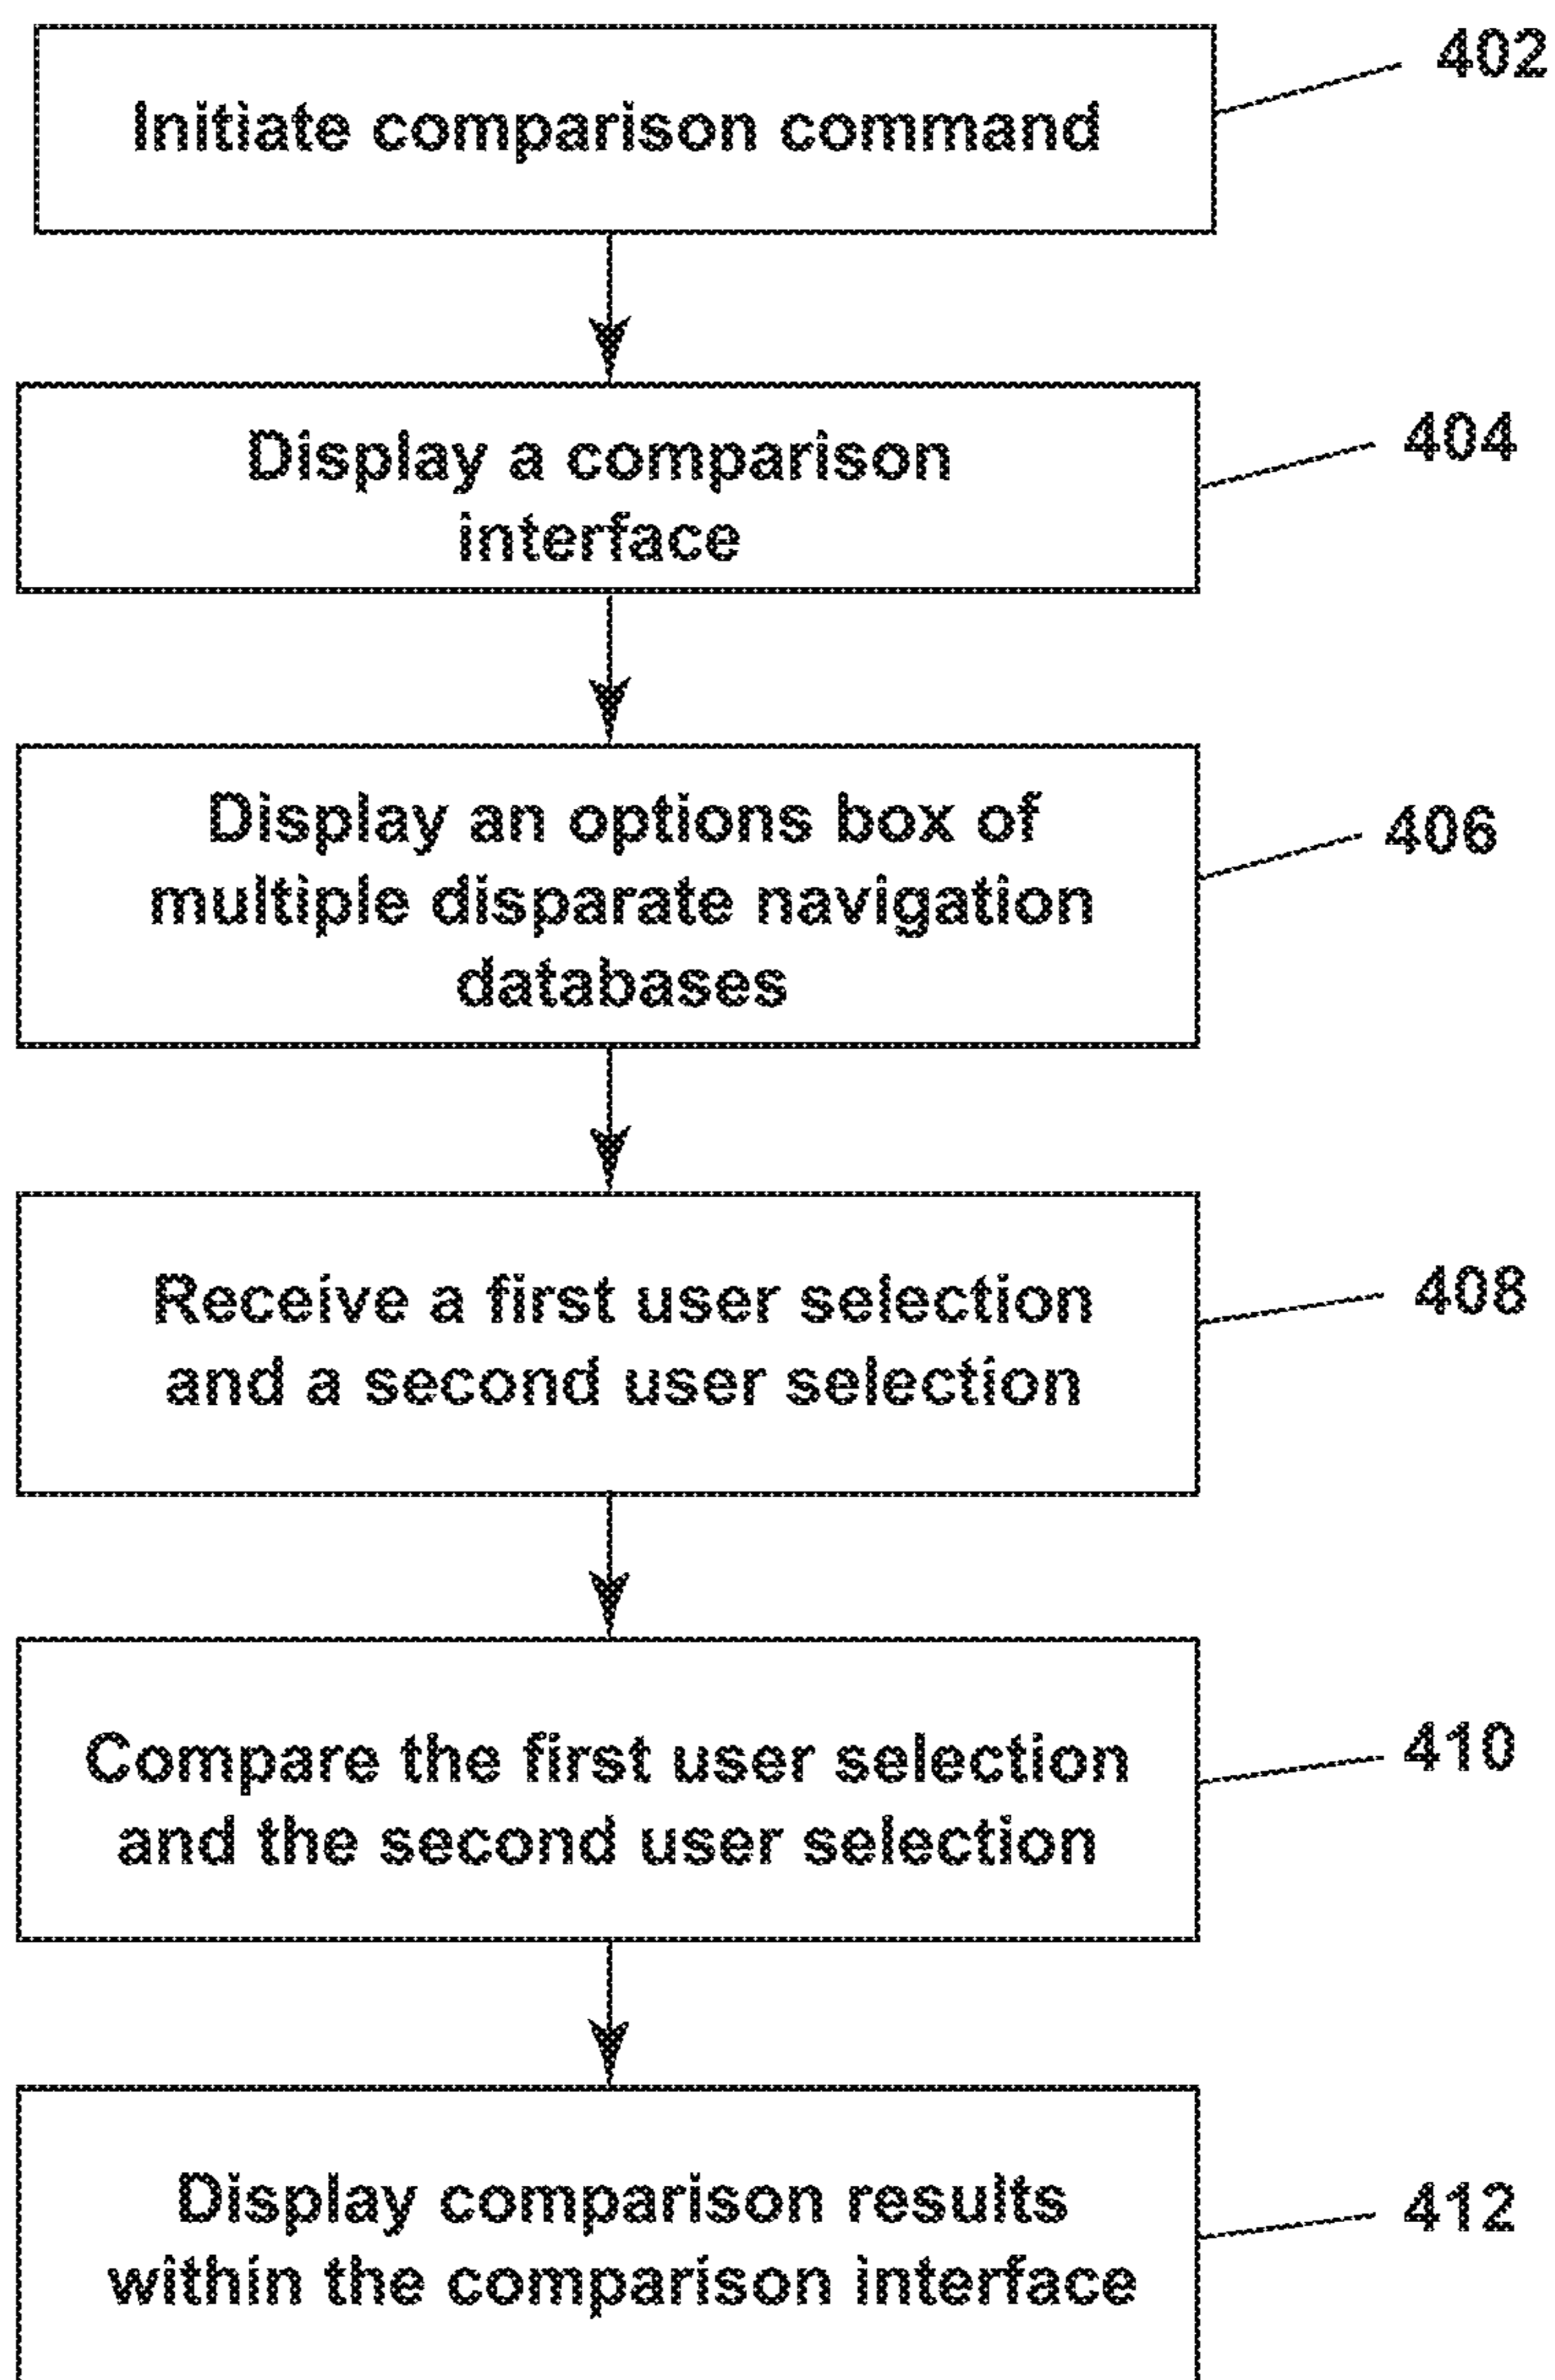 Initiate comparison command
402
Display a comparison
interface
404
Display an options box of
multiple disparate navigation
databases
406
Receive a first user selection
and a second user selection
408
Compare the first user selection
and the second user selection
410
Display comparison results
within the comparison interface
412